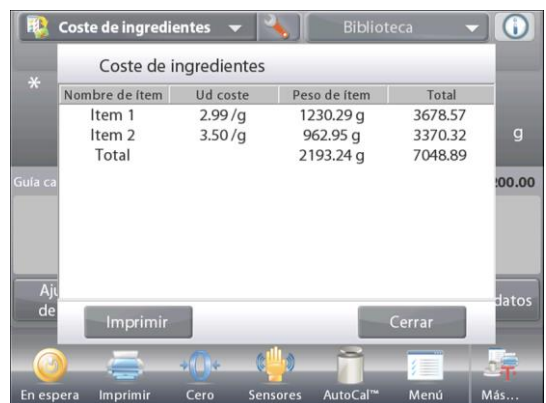 Coste de ingredientes Biblioteca
Coste de ingredientes
*
Nombre de ítem Ud coste Peso de ítem Total
Item 1 2.99 /g 1230.29 g 3678.57
Item 2 3.50 /g 962.95 g 3370.32
g
Total 2193.24 g 7048.89
Guía ca 200.00
Aju
de
datos
Imprimir Cerrar
En espera Imprimir Cero Sensores AutoCal™ Menú Más...